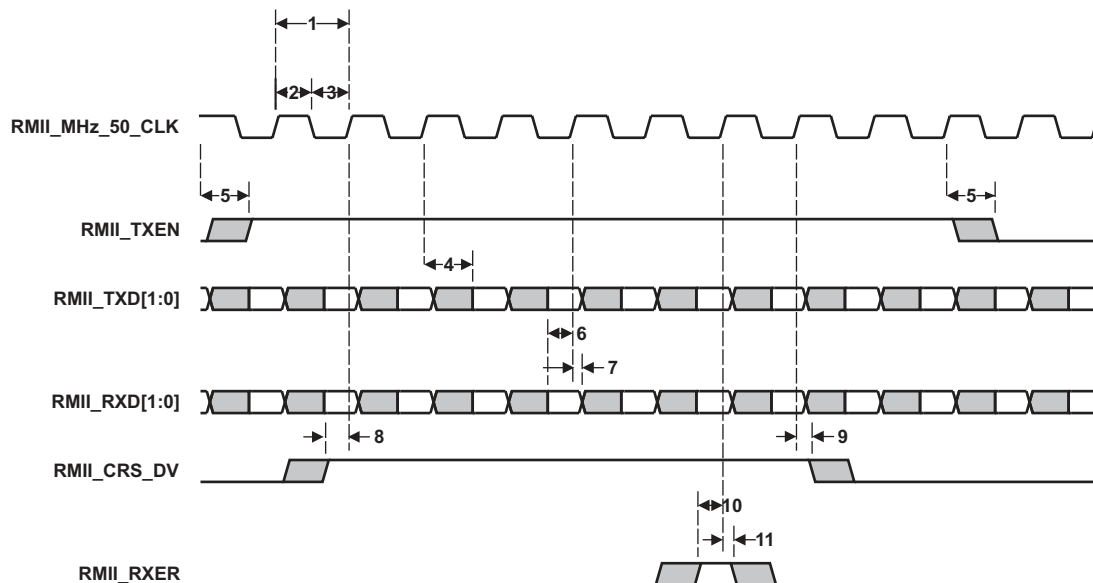 1
2 3
RMII_MHz_50_CLK
5 5
RMII_TXEN
4
RMII_TXD[1:0]
6
7
RMII_RXD[1:0]
8 9
RMII_CRS_DV
10
11
RMII_RXER